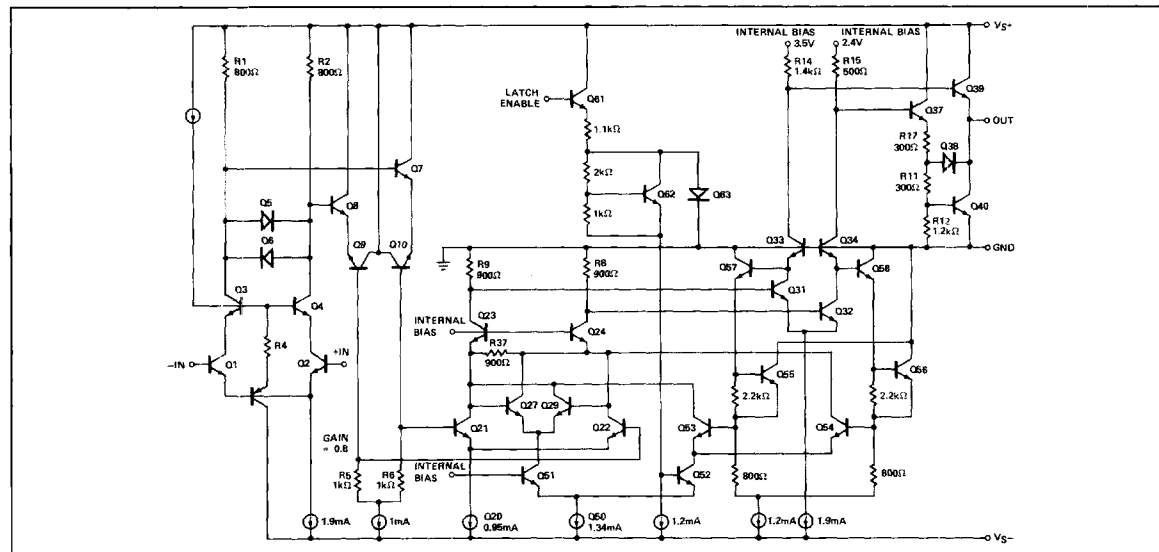 VS+
INTERNAL BIAS
3.5V
INTERNAL BIAS
2.4V
R1
800Ω
R2
800Ω
R14
1.4kΩ
R15
500Ω
LATCH
ENABLE
Q61
Q39
Q37
OUT
1.1kΩ
R17
300Ω
Q38
Q7
2kΩ
Q62
Q63
R11
300Ω
Q5
Q8
1kΩ
Q40
R12
1.2kΩ
Q6
Q9
Q10
Q33
Q34
GND
R9
900Ω
R8
900Ω
Q57
Q58
Q3
Q4
Q31
Q32
INTERNAL
BIAS
Q23
Q24
R4
R37
900Ω
-IN
Q1
Q2
+IN
Q55
Q56
2.2kΩ
2.2kΩ
Q27
Q29
Q21
Q22
Q53
Q54
GAIN
= 0.8
R5
1kΩ
R6
1kΩ
INTERNAL
BIAS
Q51
Q52
800Ω
800Ω
1.9mA
1mA
Q20
0.95mA
Q50
1.34mA
1.2mA
1.2mA
1.9mA
VS-